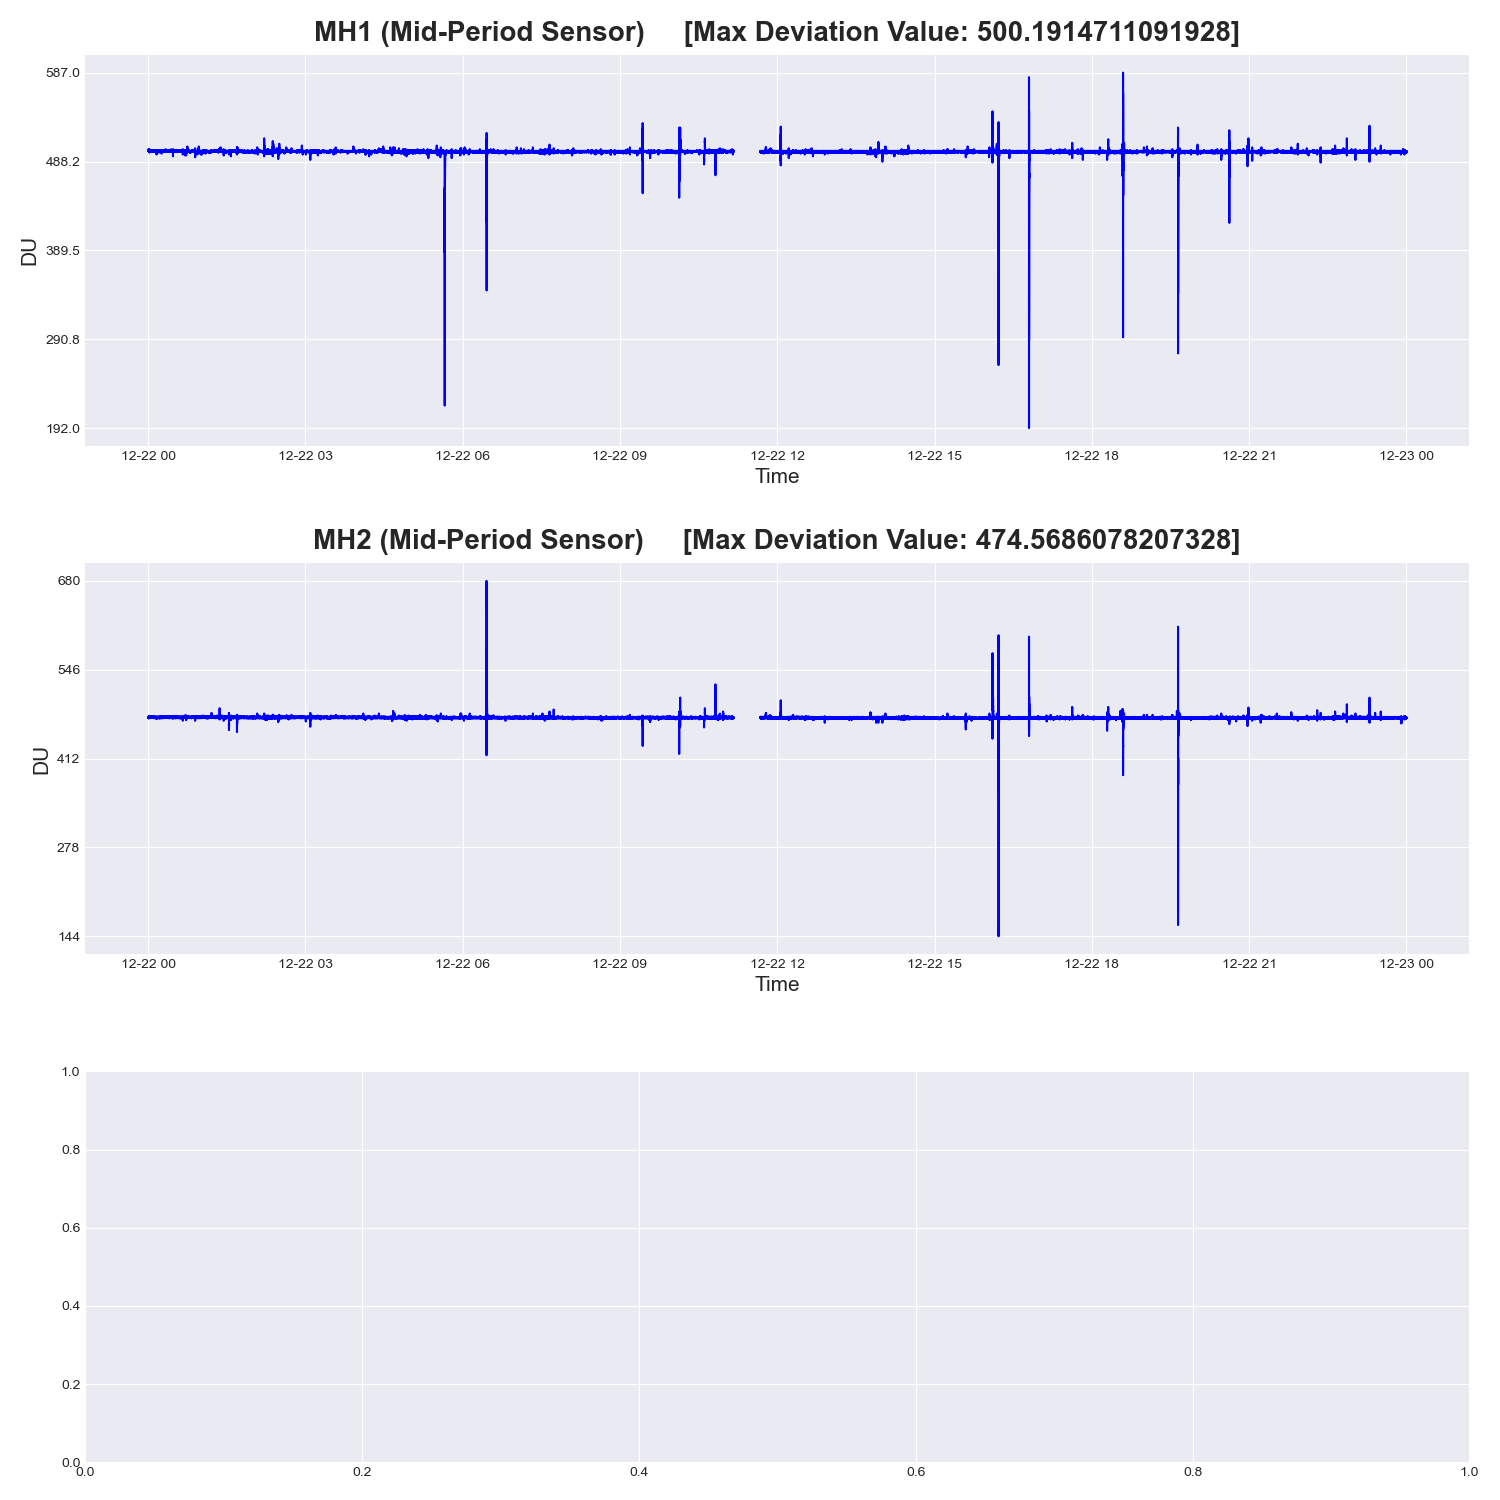 MH1 (Mid-Period Sensor) [Max Deviation Value: 500.1914711091928]
587.0
488.2
389.5
290.8
192.0
DU
12-22 00 12-22 03 12-22 06 12-22 09 12-22 12 12-22 15 12-22 18 12-22 21 12-23 00
Time
MH2 (Mid-Period Sensor) [Max Deviation Value: 474.5686078207328]
680
546
412
278
144
DU
12-22 00 12-22 03 12-22 06 12-22 09 12-22 12 12-22 15 12-22 18 12-22 21 12-23 00
Time
1.0
0.8
0.6
0.4
0.2
0.0
0.0 0.2 0.4 0.6 0.8 1.0